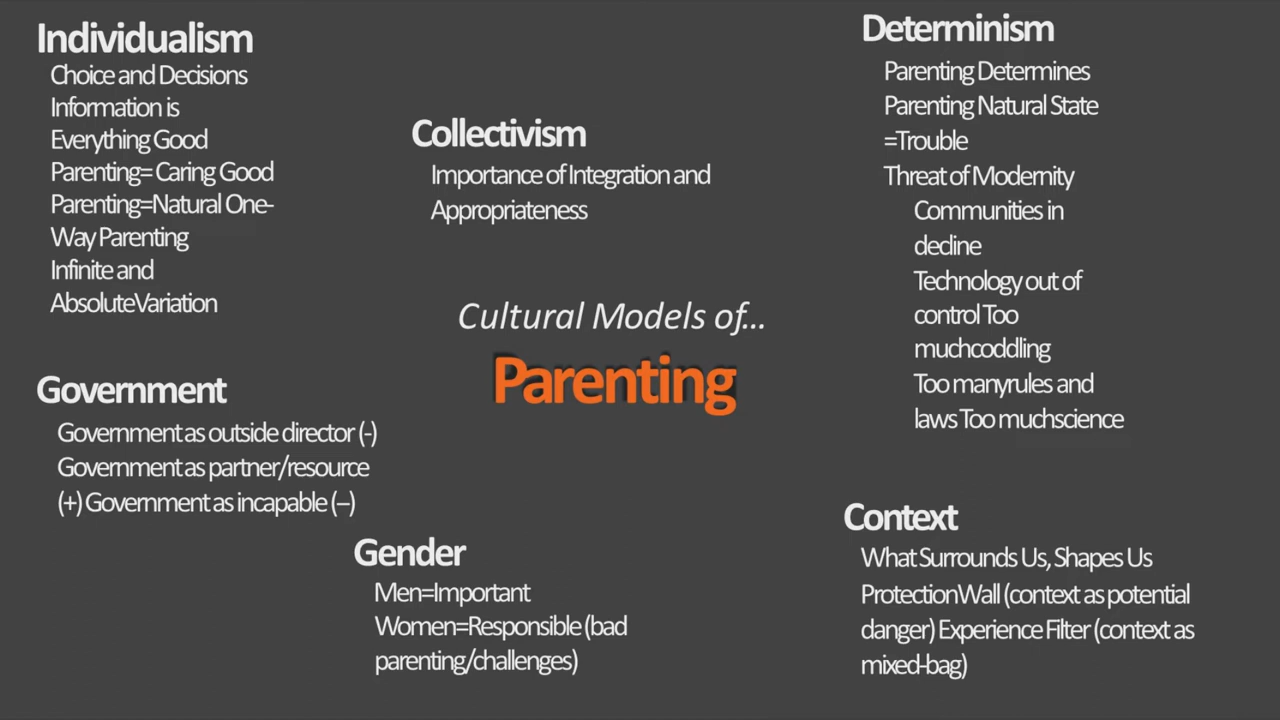 Individualism
Choice and Decisions
Information is
Everything Good
Parenting= Caring Good
Parenting=Natural One-
Way Parenting
Infinite and
AbsoluteVariation
Collectivism
Importance of Integration and
Appropriateness
Determinism
Parenting Determines
Parenting Natural State
=Trouble
Threat of Modernity
Communities in
decline
Technology out of
control Too
muchcoddling
Too manyrules and
laws Too muchscience
Cultural Models of...
Parenting
Government
Government as outside director (-)
Government as partner/resource
(+) Government as incapable (--)
Gender
Men=Important
Women=Responsible (bad
parenting/challenges)
Context
What Surrounds Us, Shapes Us
ProtectionWall (context as potential
danger) Experience Filter (context as
mixed-bag)